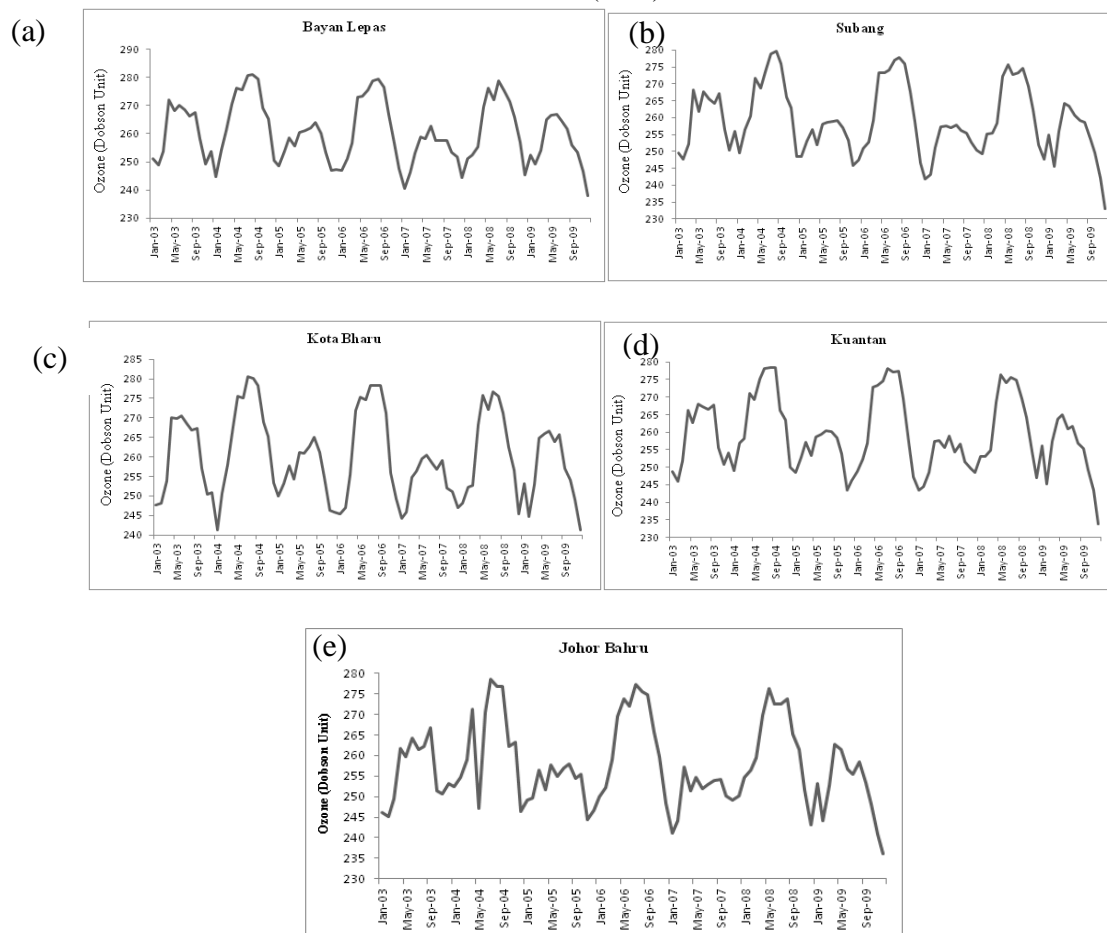 (a)
Bayan Lepas
Ozone (Dobson Unit)
290
280
270
260
250
240
230
Jan-03
May-03
Sep-03
Jan-04
May-04
Sep-04
Jan-05
May-05
Sep-05
Jan-06
May-06
Sep-06
Jan-07
May-07
Sep-07
Jan-08
May-08
Sep-08
Jan-09
May-09
Sep-09
(b)
Subang
Ozone (Dobson Unit)
280
275
270
265
260
255
250
245
240
235
230
Jan-03
May-03
Sep-03
Jan-04
May-04
Sep-04
Jan-05
May-05
Sep-05
Jan-06
May-06
Sep-06
Jan-07
May-07
Sep-07
Jan-08
May-08
Sep-08
Jan-09
May-09
Sep-09
(c)
Kota Bharu
Ozone (Dobson Unit)
285
280
275
270
265
260
255
250
245
240
Jan-03
May-03
Sep-03
Jan-04
May-04
Sep-04
Jan-05
May-05
Sep-05
Jan-06
May-06
Sep-06
Jan-07
May-07
Sep-07
Jan-08
May-08
Sep-08
Jan-09
May-09
Sep-09
(d)
Kuantan
Ozone (Dobson Unit)
280
275
270
265
260
255
250
245
240
235
230
Jan-03
May-03
Sep-03
Jan-04
May-04
Sep-04
Jan-05
May-05
Sep-05
Jan-06
May-06
Sep-06
Jan-07
May-07
Sep-07
Jan-08
May-08
Sep-08
Jan-09
May-09
Sep-09
(e)
Johor Bahru
Ozone (Dobson Unit)
280
275
270
265
260
255
250
245
240
235
230
Jan-03
May-03
Sep-03
Jan-04
May-04
Sep-04
Jan-05
May-05
Sep-05
Jan-06
May-06
Sep-06
Jan-07
May-07
Sep-07
Jan-08
May-08
Sep-08
Jan-09
May-09
Sep-09